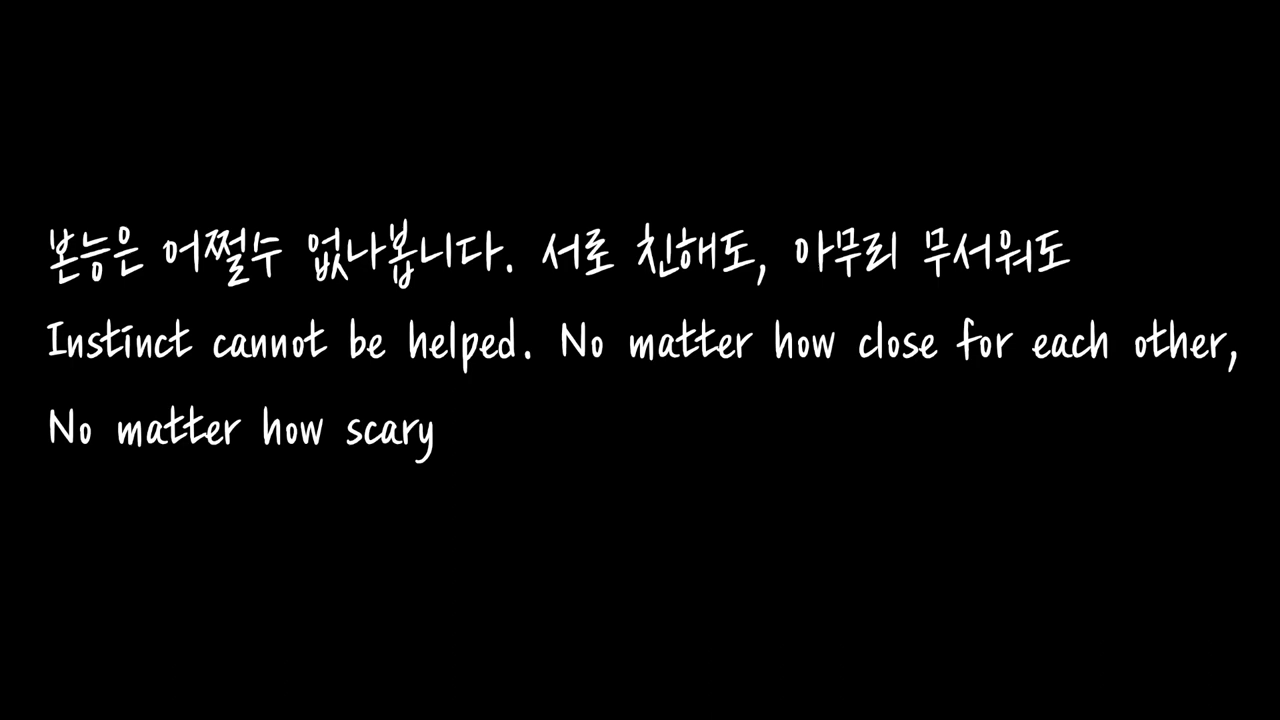 본능은 어쩔수 없나봅니다. 서로 친해도, 아무리 무서워도
Instinct cannot be helped. No matter how close for each other,
No matter how scary